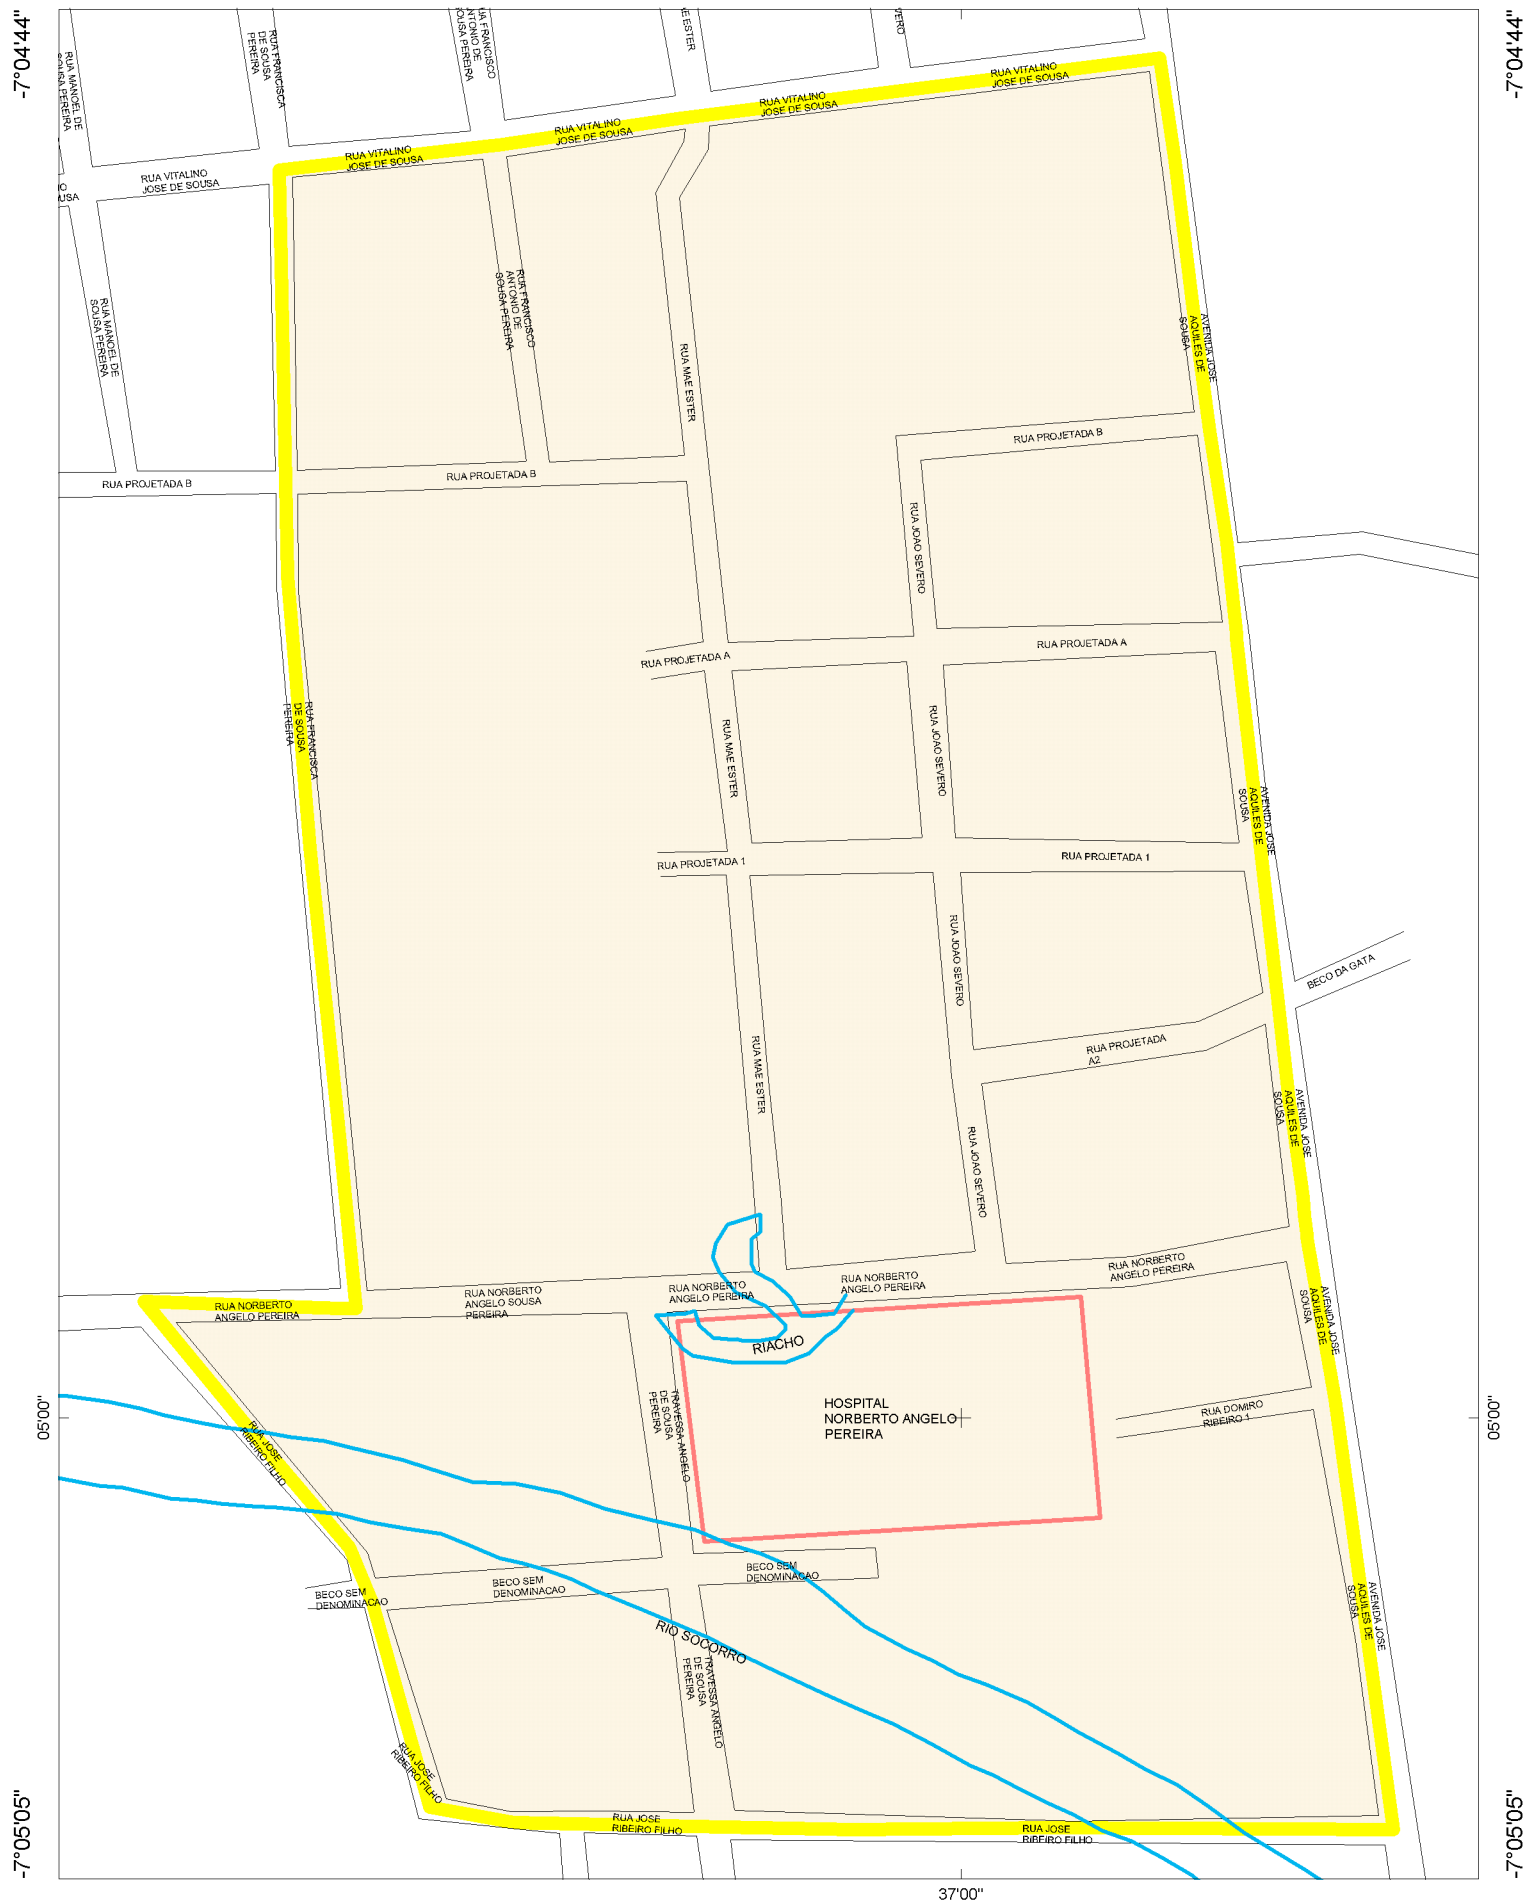 -7°04'44"
-7°04'44"
RUA MANOEL DE
SOUSA PEREIRA
RUA FRANCISCA
DE SOUSA
PEREIRA
UA FRANCISCO
ANTONIO DE
SOUSA PEREIRA
E ESTER
VERO
RUA VITALINO
JOSE DE SOUSA
RUA VITALINO
JOSE DE SOUSA
RUA VITALINO
JOSE DE SOUSA
RUA VITALINO
JOSE DE SOUSA
RUA VITALINO
JOSE DE SOUSA
IO
USA
RUA MANOEL DE
SOUSA PEREIRA
RUA FRANCISCO
ANTONIO DE
SOUSA PEREIRA
RUA MAE ESTER
AVENIDA JOSE
AQUILES DE
SOUSA
RUA PROJETADA B
RUA PROJETADA B
RUA PROJETADA B
RUA JOAO SEVERO
RUA PROJETADA A
RUA PROJETADA A
RUA FRANCISCA
DE SOUSA
PEREIRA
RUA MAE ESTER
RUA JOAO SEVERO
AVENIDA JOSE
AQUILES DE
SOUSA
RUA PROJETADA 1
RUA PROJETADA 1
RUA JOAO SEVERO
BECO DA GATA
RUA MAE ESTER
RUA PROJETADA
A2
AVENIDA JOSE
AQUILES DE
SOUSA
RUA JOAO SEVERO
RUA NORBERTO
ANGELO PEREIRA
RUA NORBERTO
ANGELO SOUSA
PEREIRA
RUA NORBERTO
ANGELO PEREIRA
RUA NORBERTO
ANGELO PEREIRA
RUA NORBERTO
ANGELO PEREIRA
AVENIDA JOSE
AQUILES DE
SOUSA
RIACHO
HOSPITAL
NORBERTO ANGELO
PEREIRA
TRAVESSA ANGELO
DE SOUSA
PEREIRA
RUA DOMIRO
RIBEIRO 1
05'00"
05'00"
RUA JOSE
RIBEIRO FILHO
BECO SEM
DENOMINACAO
BECO SEM
DENOMINACAO
BECO SEM
DENOMINACAO
RIO SOCORRO
TRAVESSA ANGELO
DE SOUSA
PEREIRA
AVENIDA JOSE
AQUILES DE
SOUSA
RUA JOSE
RIBEIRO FILHO
RUA JOSE
RIBEIRO FILHO
RUA JOSE
RIBEIRO FILHO
-7°05'05"
-7°05'05"
37'00"